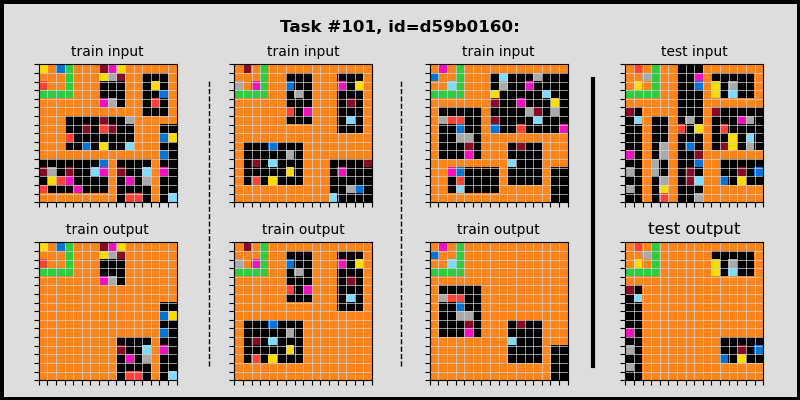 Task #101, id=d59b0160:
train input train input train input test input
train output train output train output test output